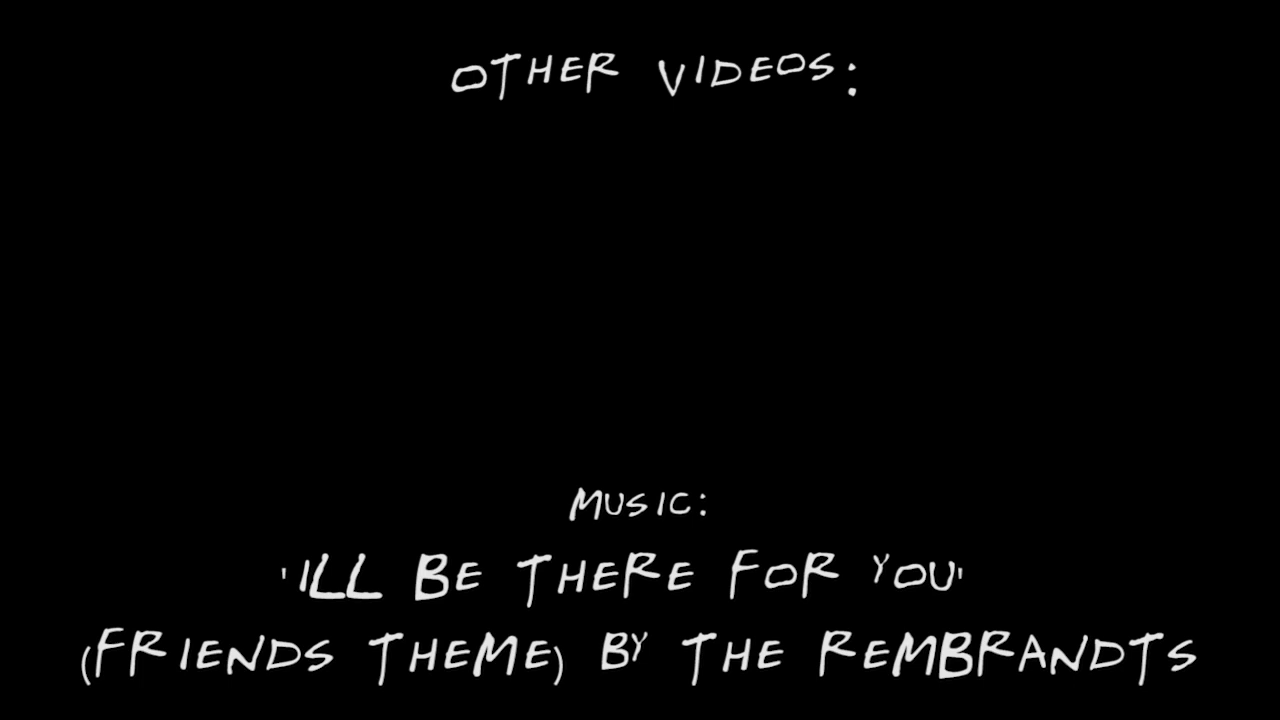 OTHER VIDEOS:
MUSIC:
'ILL BE THERE FOR YOU'
(FRIENDS THEME) BY THE REMBRANDTS